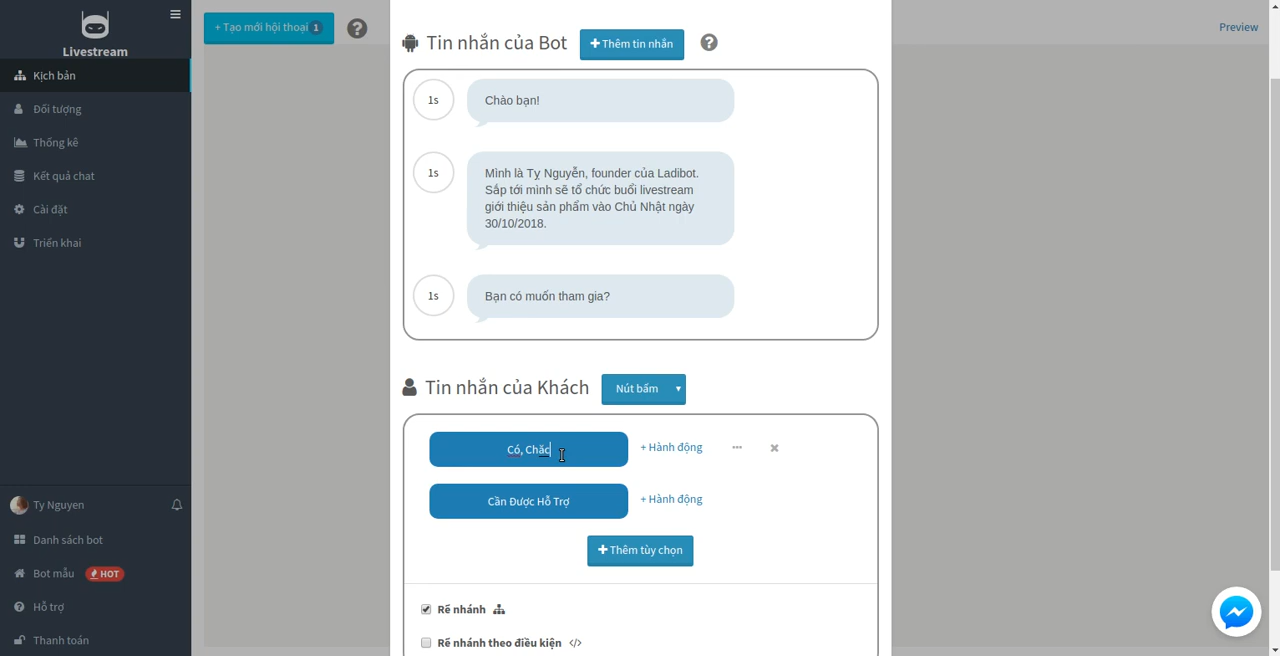 Livestream
Kịch bản
Đối tượng
Thống kê
Kết quả chat
Cài đặt
Triển khai
Ty Nguyen
Danh sách bot
Bot mẫu HOT
Hỗ trợ
Thanh toán
+ Tạo mới hội thoại 1
Preview
Tin nhắn của Bot
Thêm tin nhắn
1s
Chào bạn!
1s
Mình là Tỵ Nguyễn, founder của Ladibot.
Sắp tới mình sẽ tổ chức buổi livestream
giới thiệu sản phẩm vào Chủ Nhật ngày
30/10/2018.
1s
Bạn có muốn tham gia?
Tin nhắn của Khách
Nút bấm
Có, Chăc
+ Hành động
Cần Được Hỗ Trợ
+ Hành động
Thêm tùy chọn
Rẽ nhánh
Rẽ nhánh theo điều kiện </>